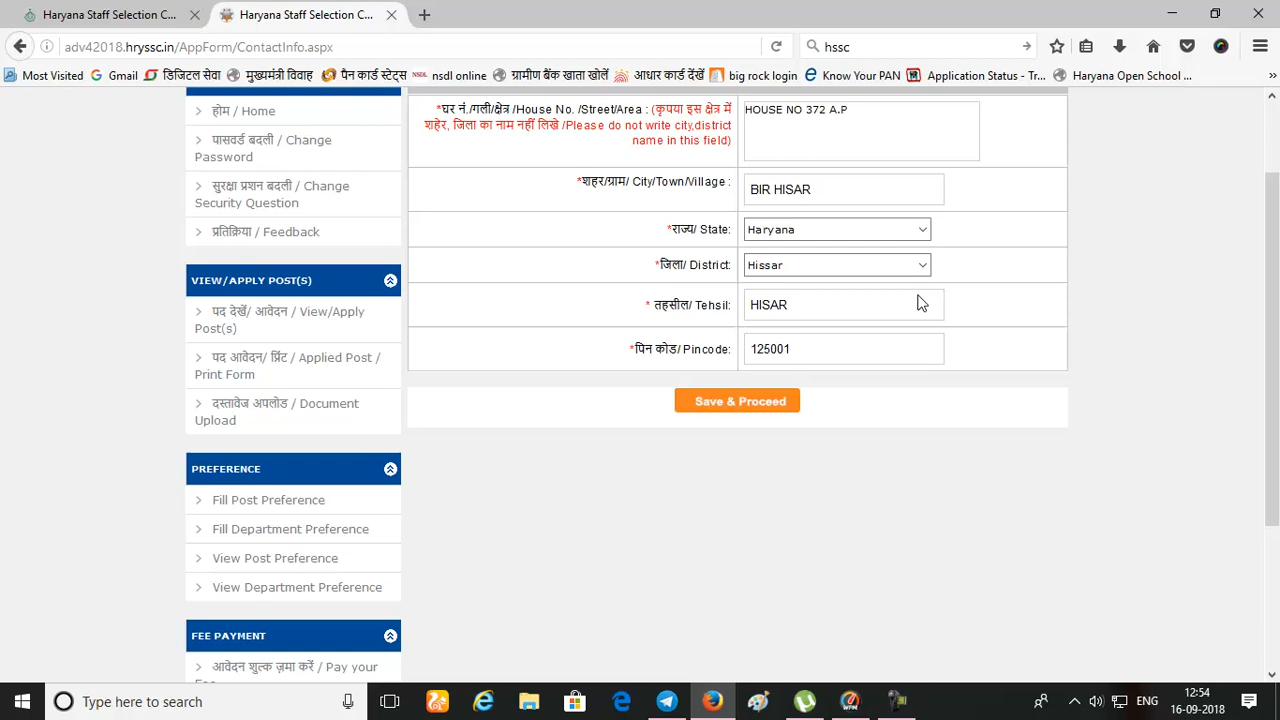 Haryana Staff Selection C...
Haryana Staff Selection C...
adv42018.hryssc.in/AppForm/ContactInfo.aspx
hssc
Most Visited
Gmail
डिजिटल सेवा
मुख्यमंत्री विवाह
पैन कार्ड स्टेट्स
NSDL
nsdl online
ग्रामीण बैंक खाता खोलें
आधार कार्ड देखें
big rock login
Know Your PAN
Application Status - Tr...
Haryana Open School ...
होम / Home
पासवर्ड बदली / Change
Password
सुरक्षा प्रशन बदली / Change
Security Question
प्रतिक्रिया / Feedback
VIEW/APPLY POST(S)
पद देखें/ आवेदन / View/Apply
Post(s)
पद आवेदन/ प्रिंट / Applied Post /
Print Form
दस्तावेज अपलोड / Document
Upload
PREFERENCE
Fill Post Preference
Fill Department Preference
View Post Preference
View Department Preference
FEE PAYMENT
आवेदन शुल्क ज़मा करें / Pay your
*घर नं./गली/क्षेत्र /House No. /Street/Area : (कृपया इस क्षेत्र में
शहेर, जिला का नाम नहीं लिखे /Please do not write city,district
name in this field)
HOUSE NO 372 A.P
*शहर/ग्राम/ City/Town/Village :
BIR HISAR
*राज्य/ State:
Haryana
*जिला/ District:
Hissar
* तहसील/ Tehsil:
HISAR
*पिन कोड/ Pincode:
125001
Save & Proceed
Type here to search
ENG
12:54
16-09-2018